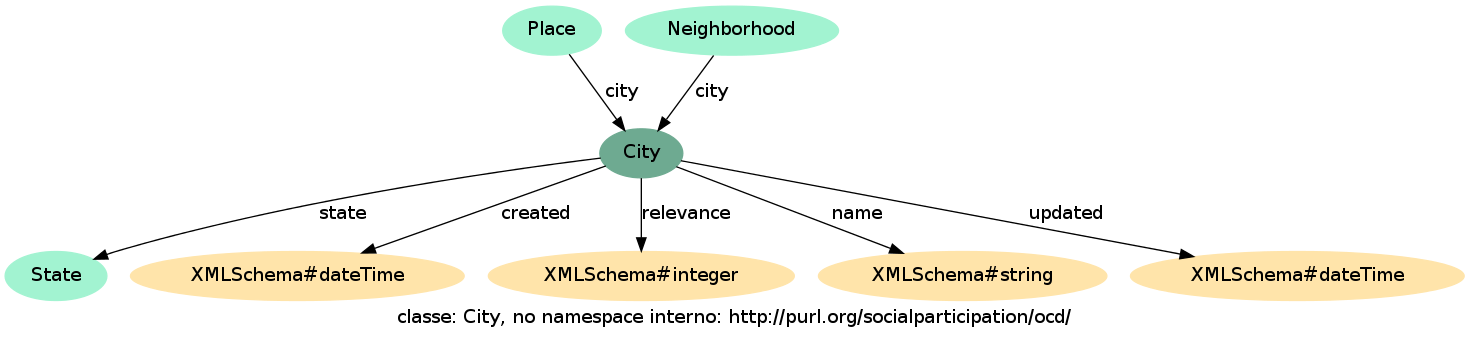 Place
Neighborhood
city
city
City
state
created
relevance
name
updated
State
XMLSchema#dateTime
XMLSchema#integer
XMLSchema#string
XMLSchema#dateTime
classe: City, no namespace interno: http://purl.org/socialparticipation/ocd/